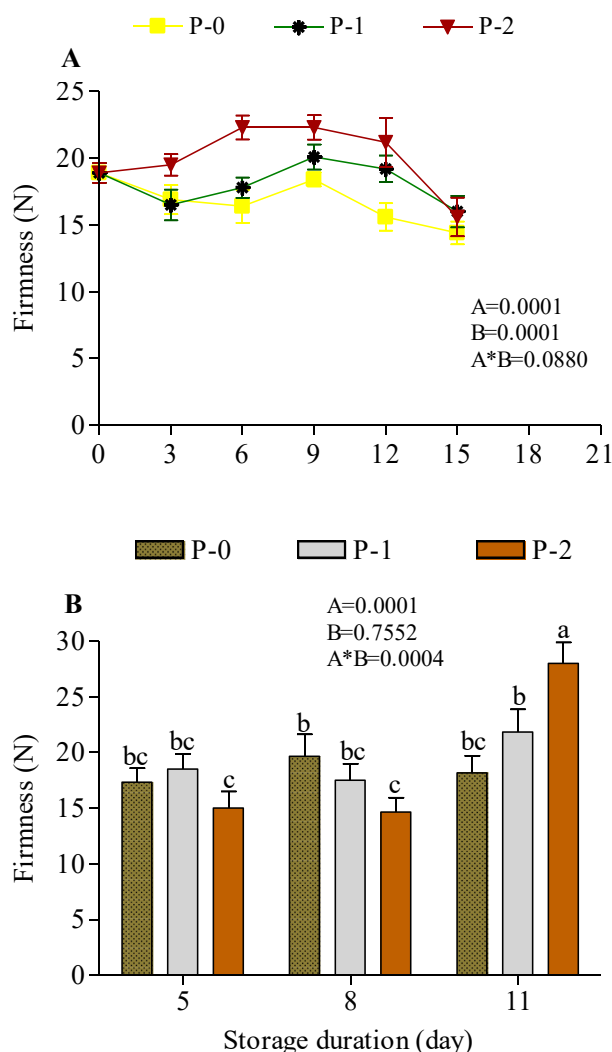 P-0 P-1 P-2
A
25
20
15
10
5
0
Firmness (N)
A=0.0001
B=0.0001
A*B=0.0880
0 3 6 9 12 15 18 21
P-0 P-1 P-2
B
A=0.0001
B=0.7552
A*B=0.0004
30
25
20
15
10
5
0
Firmness (N)
bc bc c b bc c bc b a
5 8 11
Storage duration (day)